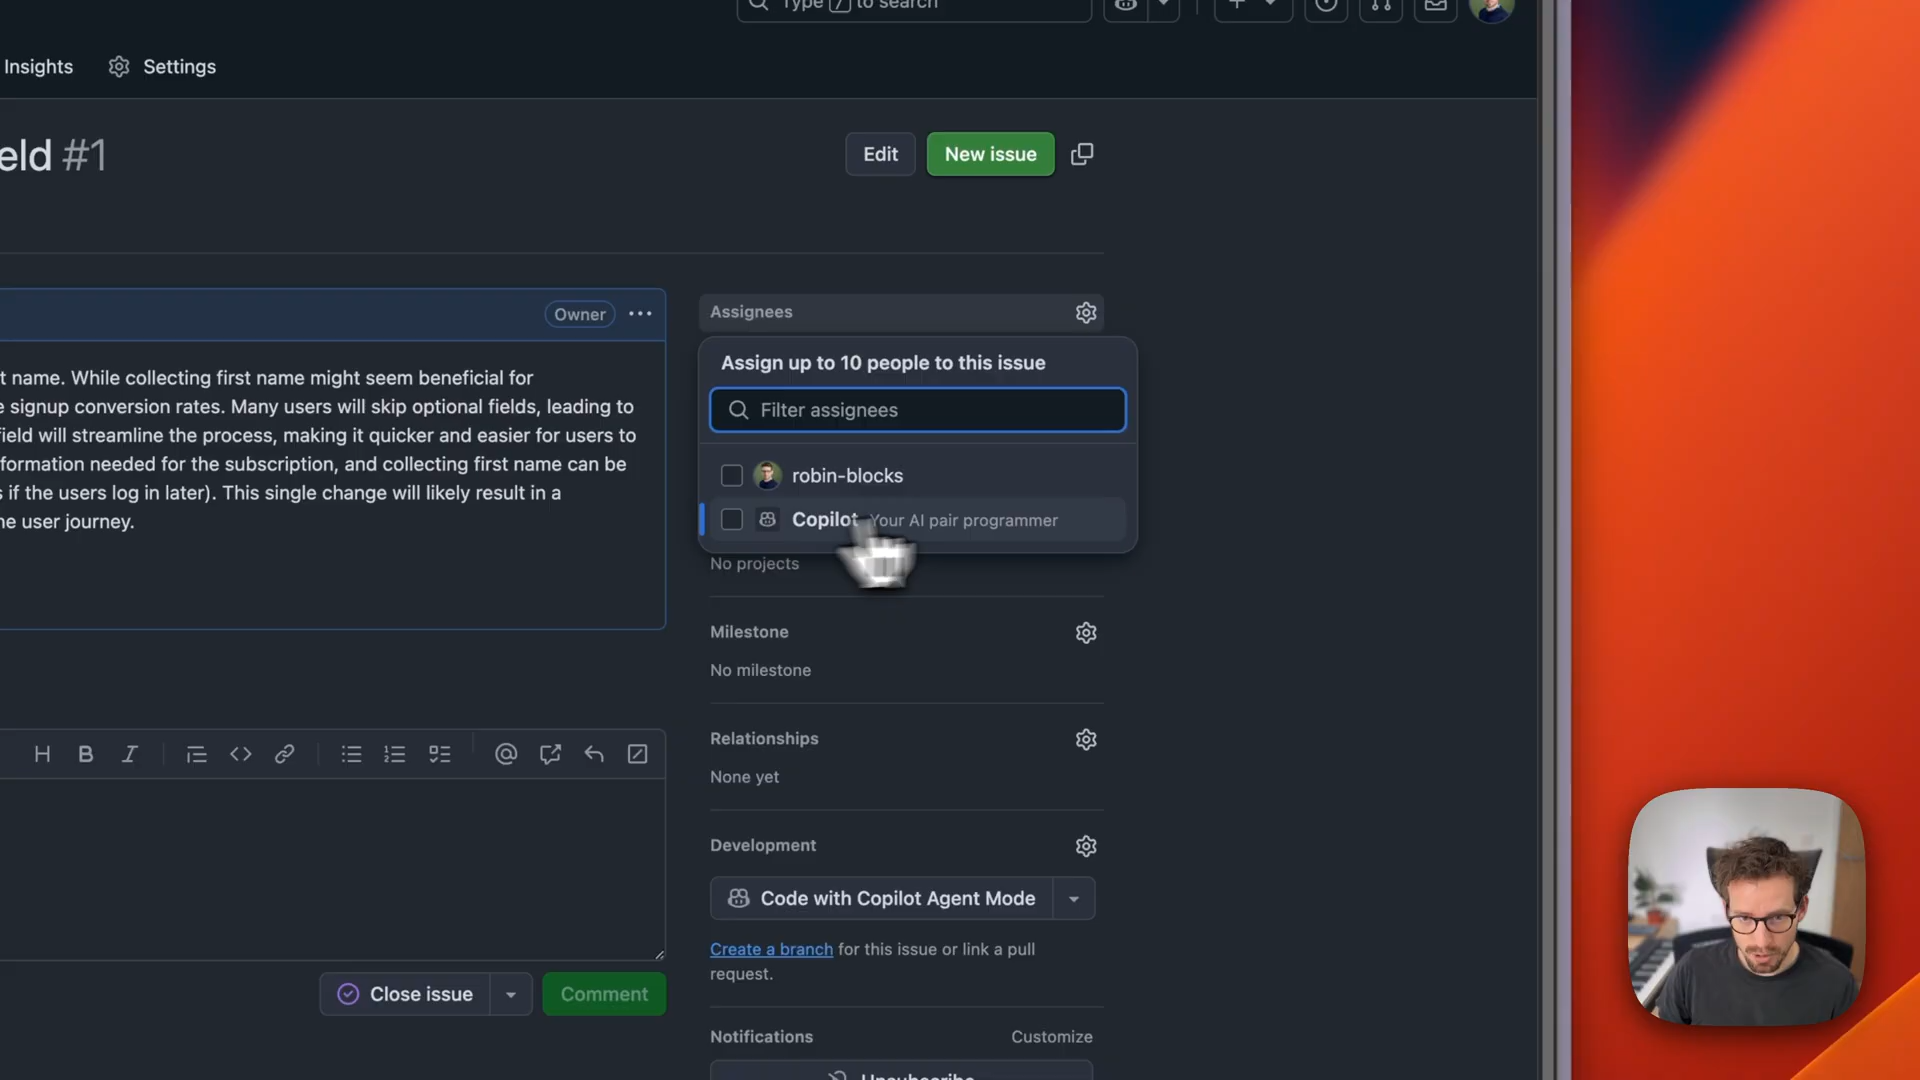 Type / to search
Insights
Settings
eld #1
Edit
New issue
Owner
t name. While collecting first name might seem beneficial for
e signup conversion rates. Many users will skip optional fields, leading to
field will streamline the process, making it quicker and easier for users to
formation needed for the subscription, and collecting first name can be
s if the users log in later). This single change will likely result in a
he user journey.
Close issue
Comment
Assignees
Assign up to 10 people to this issue
Filter assignees
robin-blocks
Copilot Your AI pair programmer
No projects
Milestone
No milestone
Relationships
None yet
Development
Code with Copilot Agent Mode
Create a branch for this issue or link a pull
request.
Notifications Customize
Unsubscribe